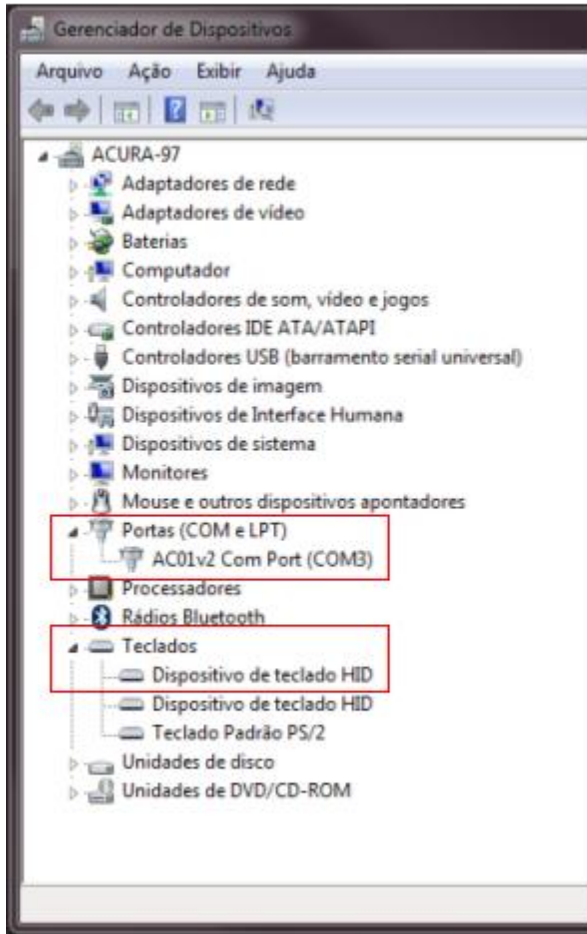 Gerenciador de Dispositivos
Arquivo Ação Exibir Ajuda
ACURA-97
Adaptadores de rede
Adaptadores de vídeo
Baterias
Computador
Controladores de som, vídeo e jogos
Controladores IDE ATA/ATAPI
Controladores USB (barramento serial universal)
Dispositivos de imagem
Dispositivos de Interface Humana
Dispositivos de sistema
Monitores
Mouse e outros dispositivos apontadores
Portas (COM e LPT)
AC01v2 Com Port (COM3)
Processadores
Rádios Bluetooth
Teclados
Dispositivo de teclado HID
Dispositivo de teclado HID
Teclado Padrão PS/2
Unidades de disco
Unidades de DVD/CD-ROM